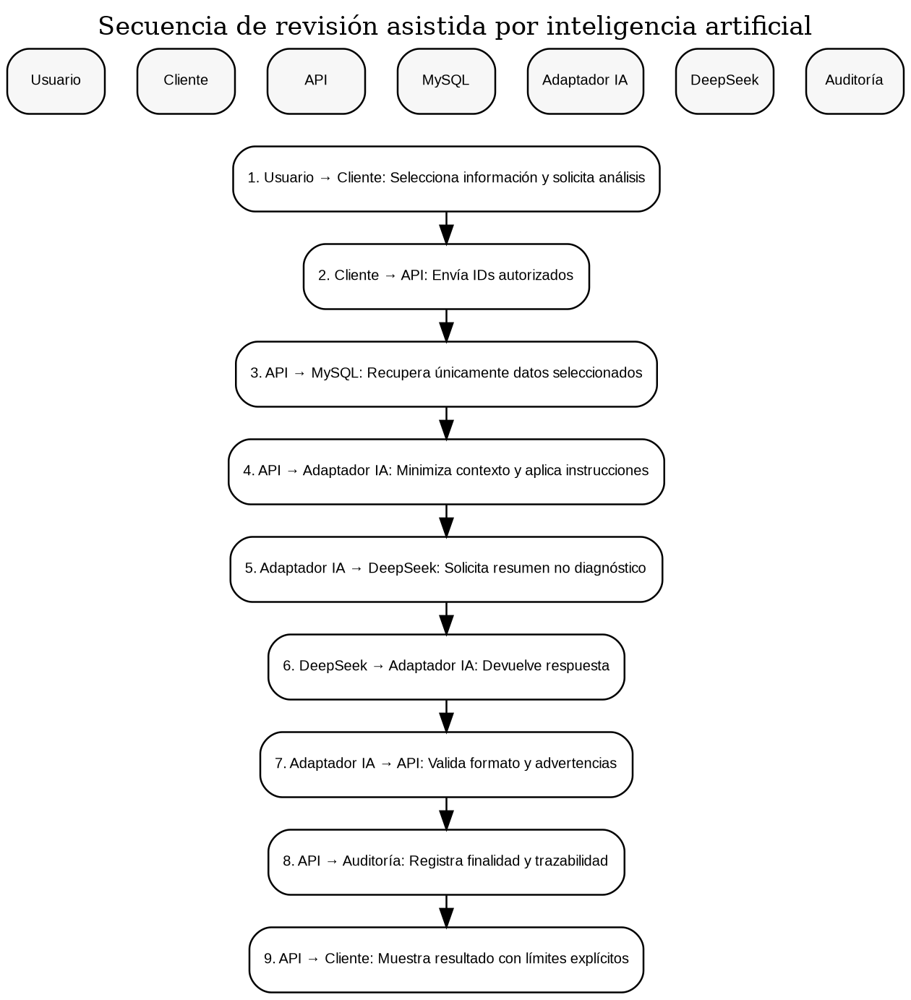 Secuencia de revisión asistida por inteligencia artificial
Usuario
Cliente
API
MySQL
Adaptador IA
DeepSeek
Auditoría
1. Usuario → Cliente: Selecciona información y solicita análisis
2. Cliente → API: Envía IDs autorizados
3. API → MySQL: Recupera únicamente datos seleccionados
4. API → Adaptador IA: Minimiza contexto y aplica instrucciones
5. Adaptador IA → DeepSeek: Solicita resumen no diagnóstico
6. DeepSeek → Adaptador IA: Devuelve respuesta
7. Adaptador IA → API: Valida formato y advertencias
8. API → Auditoría: Registra finalidad y trazabilidad
9. API → Cliente: Muestra resultado con límites explícitos